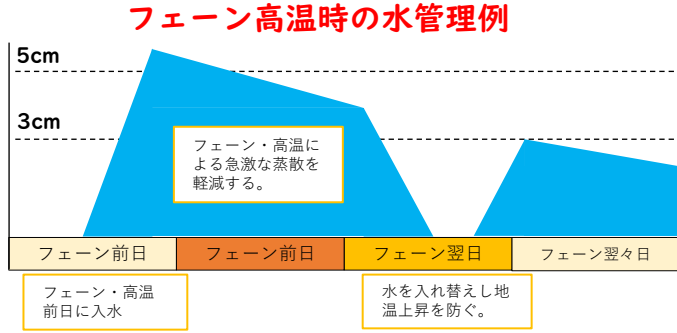 フェーン高温時の水管理例
5cm
3cm
フェーン・高温に
よる急激な蒸散を
軽減する。
フェーン前日
フェーン前日
フェーン翌日
フェーン翌々日
フェーン・高温
前日に入水
水を入れ替えし地
温上昇を防ぐ。